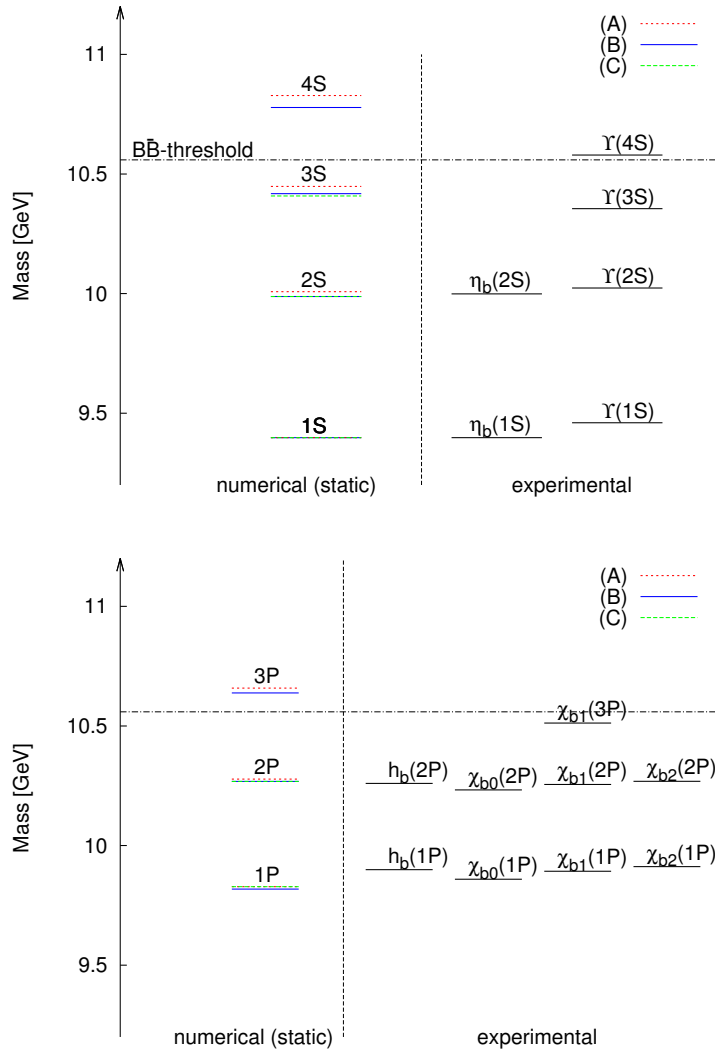 11
(A)
(B)
(C)
4S
BB̄-threshold
ϒ(4S)
10.5
3S
ϒ(3S)
Mass [GeV]
2S
η_b(2S)
ϒ(2S)
10
9.5
1S
η_b(1S)
ϒ(1S)
numerical (static)
experimental
11
(A)
(B)
(C)
3P
χ_b1(3P)
10.5
Mass [GeV]
2P
h_b(2P)
χ_b0(2P)
χ_b1(2P)
χ_b2(2P)
10
1P
h_b(1P)
χ_b0(1P)
χ_b1(1P)
χ_b2(1P)
9.5
numerical (static)
experimental